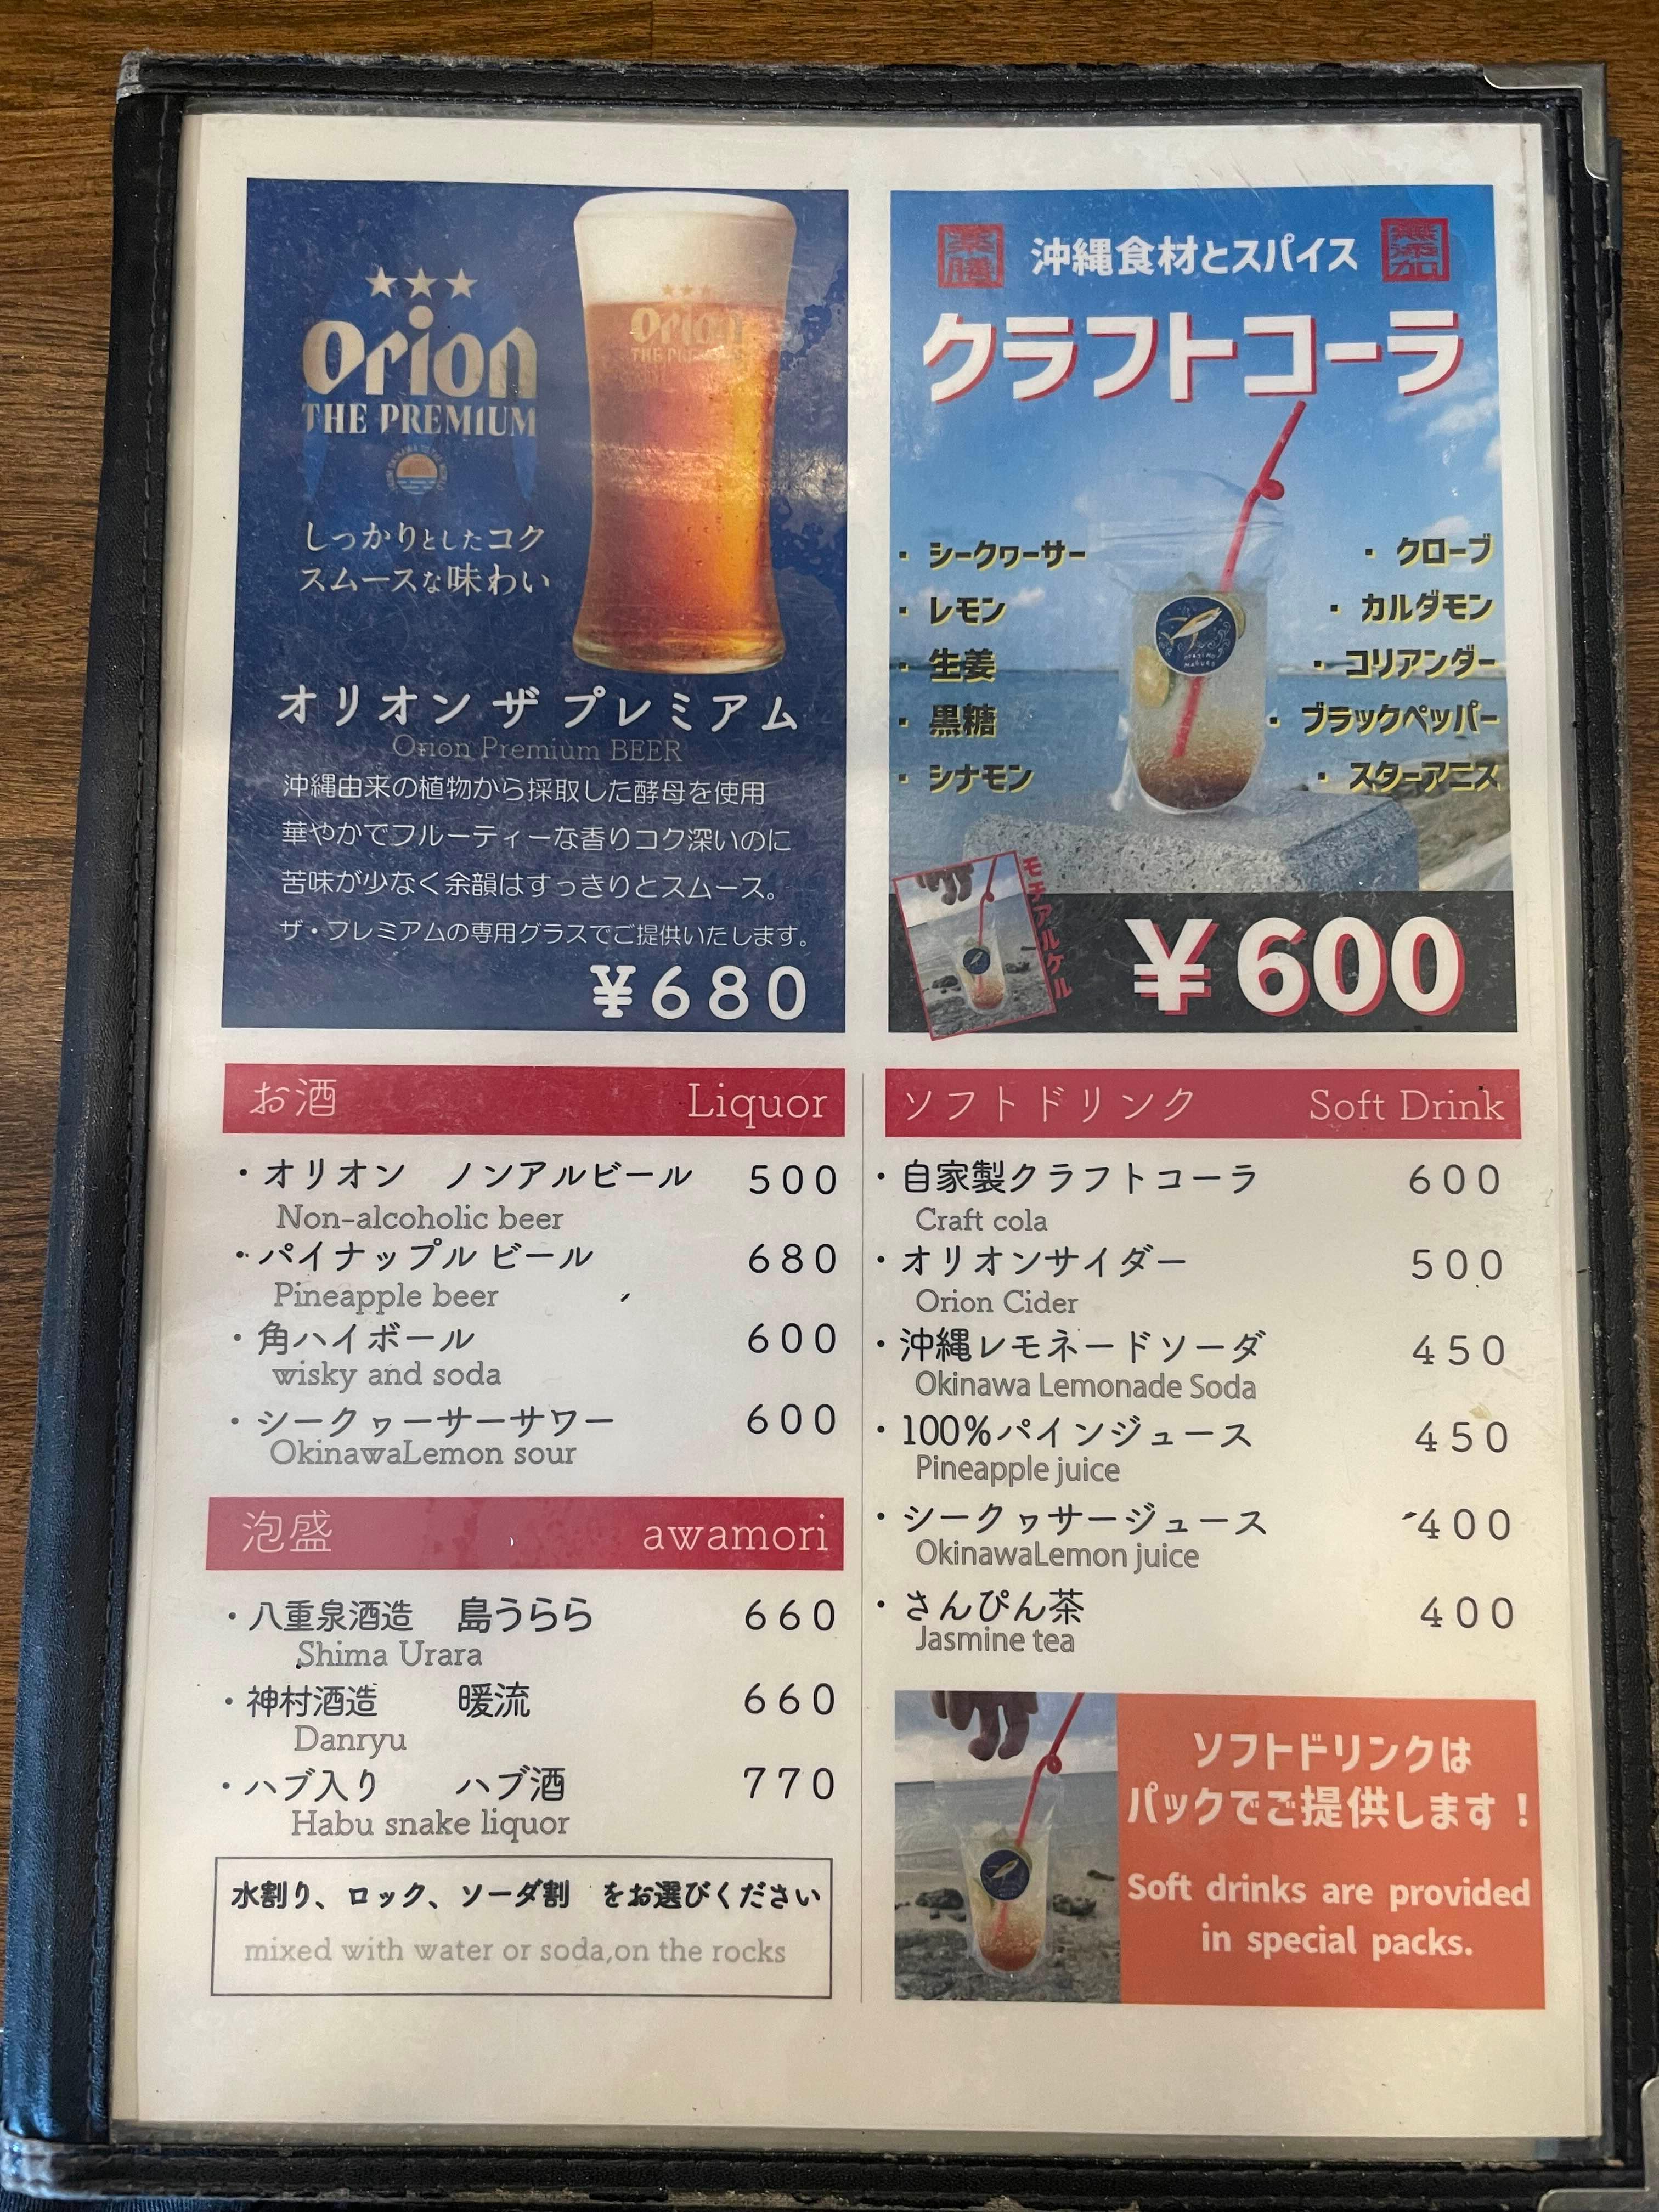 Orion
THE PREMIUM
しっかりとしたコク
スムースな味わい
Orion
オリオン ザ プレミアム
Orion Premium BEER
沖縄由来の植物から採取した酵母を使用
華やかでフルーティーな香りコク深いのに
苦味が少なく余韻はすっきりとスムース。
ザ・プレミアムの専用グラスでご提供いたします。
¥680
沖縄食材とスパイス
無添加
クラフトコーラ
・シークヮーサー
・レモン
・生姜
・黒糖
・シナモン
・クローブ
・カルダモン
・コリアンダー
・ブラックペッパー
・スターアニス
モチアルケル
¥600
お酒 Liquor
・オリオン ノンアルビール 500
Non-alcoholic beer
・パイナップル ビール 680
Pineapple beer
・角ハイボール 600
wisky and soda
・シークヮーサーサワー 600
OkinawaLemon sour
泡盛 awamori
・八重泉酒造 島うらら 660
Shima Urara
・神村酒造 暖流 660
Danryu
・ハブ入り ハブ酒 770
Habu snake liquor
水割り、ロック、ソーダ割 をお選びください
mixed with water or soda,on the rocks
ソフトドリンク Soft Drink
・自家製クラフトコーラ 600
Craft cola
・オリオンサイダー 500
Orion Cider
・沖縄レモネードソーダ 450
Okinawa Lemonade Soda
・100%パインジュース 450
Pineapple juice
・シークヮサージュース 400
OkinawaLemon juice
・さんぴん茶 400
Jasmine tea
ソフトドリンクは
パックでご提供します！
Soft drinks are provided
in special packs.